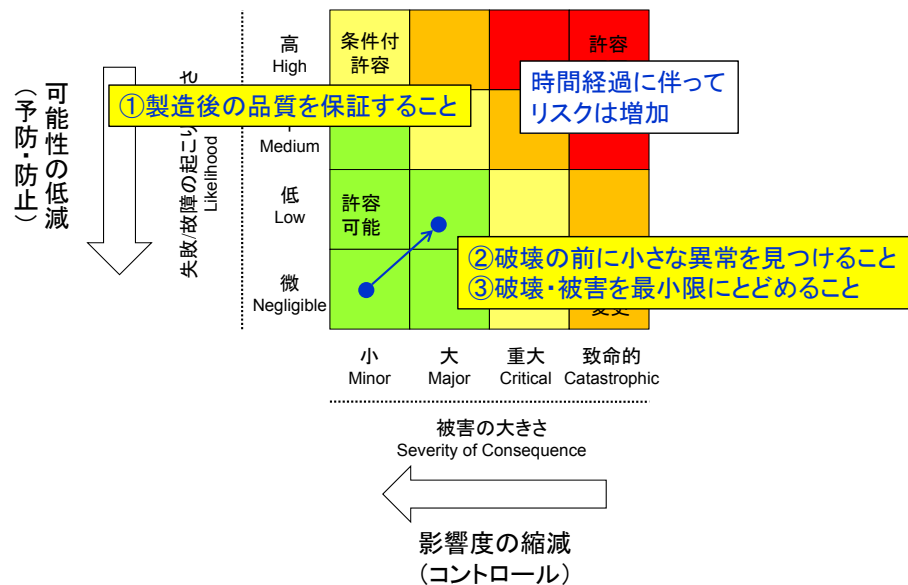 可能性の低減
(予防・防止)
失敗/故障の起こり
Likelihood
高
High
Medium
低
Low
微
Negligible
条件付
許容
許容
時間経過に伴って
リスクは増加
①製造後の品質を保証すること
許容
可能
②破壊の前に小さな異常を見つけること
③破壊・被害を最小限にとどめること
変更
小
Minor
大
Major
重大
Critical
致命的
Catastrophic
被害の大きさ
Severity of Consequence
影響度の縮減
(コントロール)